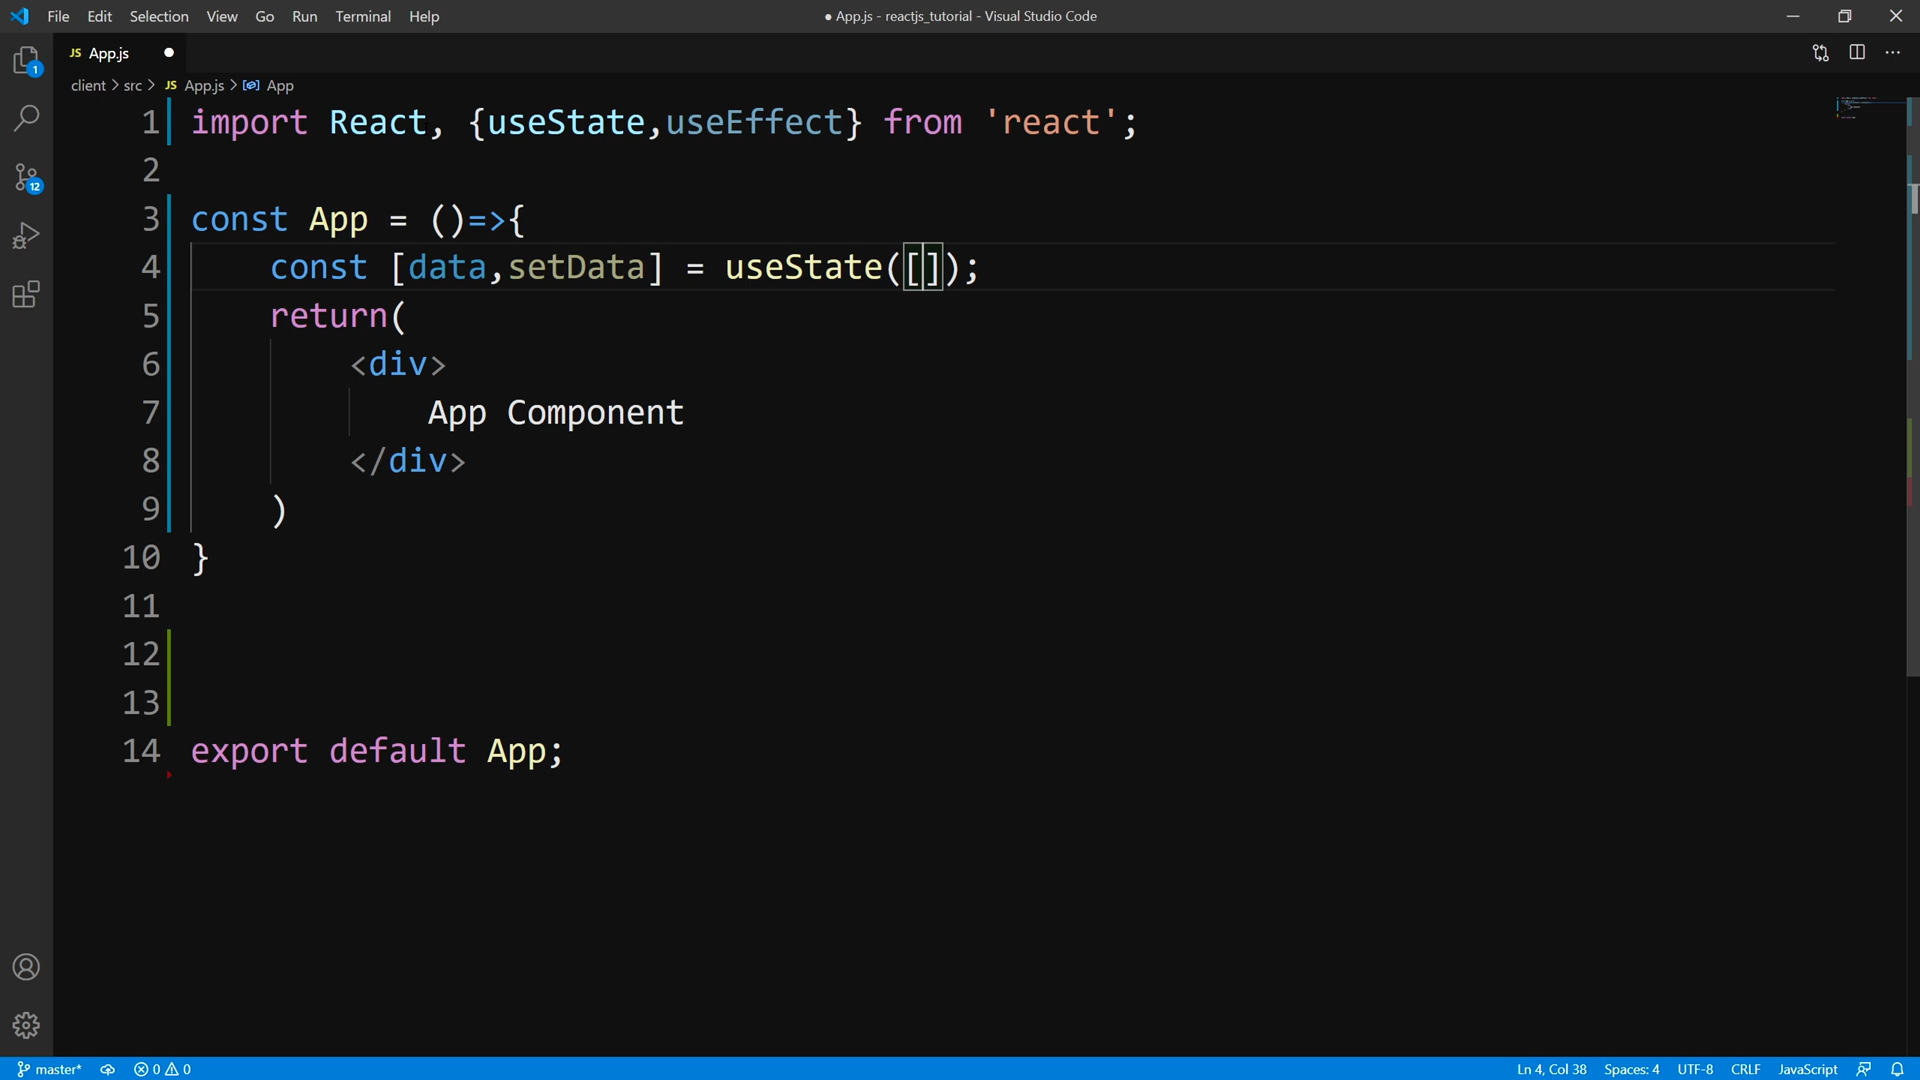 File Edit Selection View Go Run Terminal Help
● App.js - reactjs_tutorial - Visual Studio Code
JS App.js ●
client > src > JS App.js > App
1 import React, {useState,useEffect} from 'react';
2
3 const App = ()=>{
4 const [data,setData] = useState([]);
5 return(
6 <div>
7 App Component
8 </div>
9 )
10 }
11
12
13
14 export default App;
1
12
master* 0 0 Ln 4, Col 38 Spaces: 4 UTF-8 CRLF JavaScript